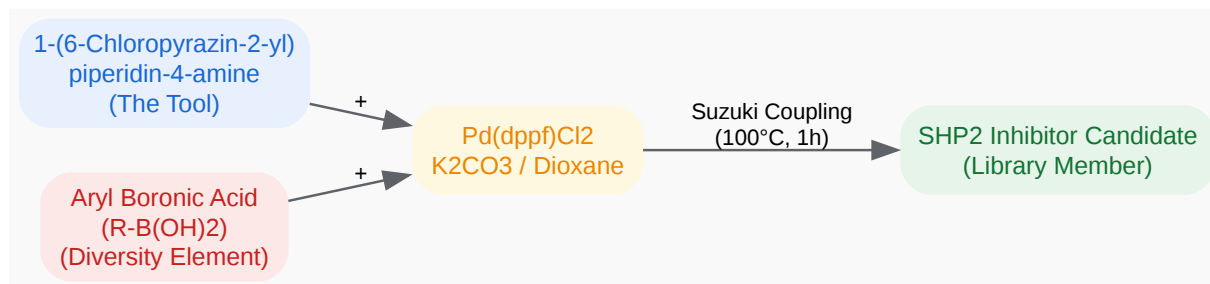 1-(6-Chloropyrazin-2-yl)
piperidin-4-amine
(The Tool)
+
Aryl Boronic Acid
(R-B(OH)2)
(Diversity Element)
+
Pd(dppf)Cl2
K2CO3 / Dioxane
Suzuki Coupling
(100°C, 1h)
SHP2 Inhibitor Candidate
(Library Member)